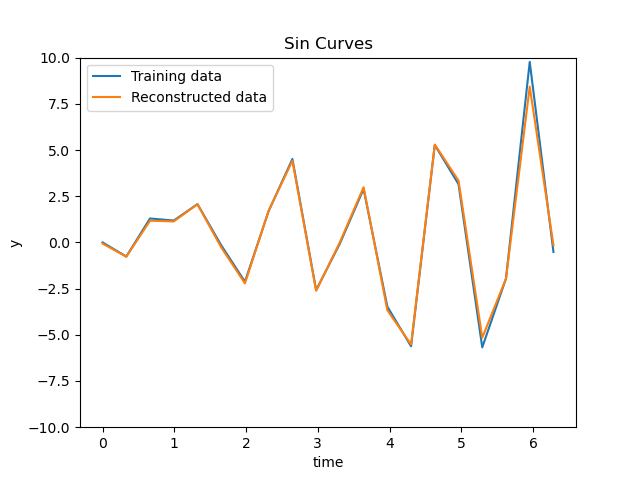 Sin Curves
Training data
Reconstructed data
10.0
7.5
5.0
2.5
0.0
−2.5
−5.0
−7.5
−10.0
y
0 1 2 3 4 5 6
time